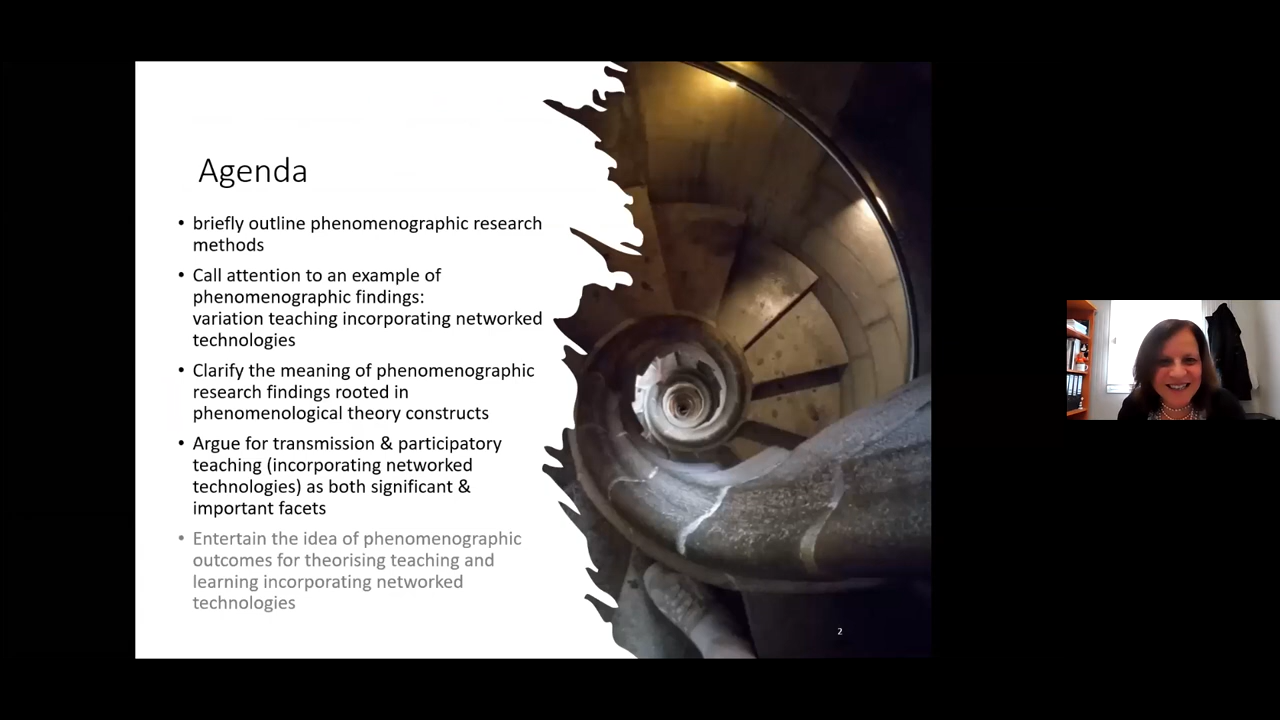 Agenda
• briefly outline phenomenographic research
methods
• Call attention to an example of
phenomenographic findings:
variation teaching incorporating networked
technologies
• Clarify the meaning of phenomenographic
research findings rooted in
phenomenological theory constructs
• Argue for transmission & participatory
teaching (incorporating networked
technologies) as both significant &
important facets
• Entertain the idea of phenomenographic
outcomes for theorising teaching and
learning incorporating networked
technologies
2